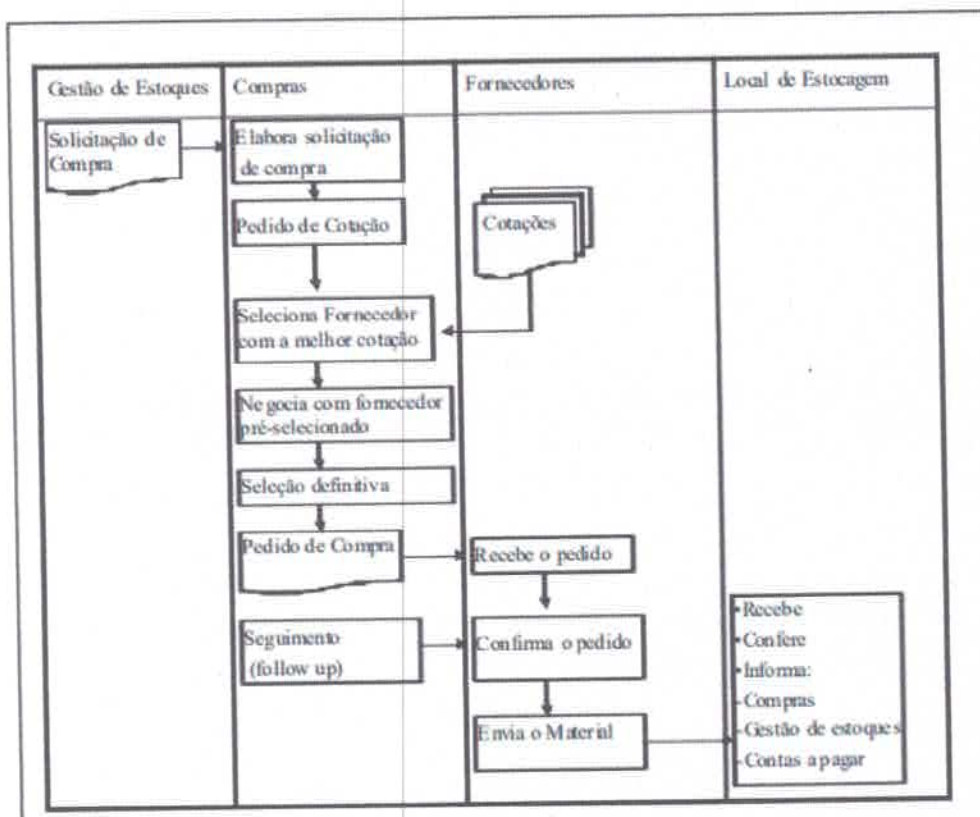 Gestão de Estoques
Compras
Fornecedores
Local de Estocagem
Solicitação de
Compra
Elabora solicitação
de compra
Pedido de Cotação
Cotações
Seleciona Fornecedor
com a melhor cotação
Negocia com fornecedor
pré-selecionado
Seleção definitiva
Pedido de Compra
Recebe o pedido
Seguimento
(follow up)
Confirma o pedido
Envia o Material
•Recebe
•Confere
•Informa:
-Compras
-Gestão de estoques
-Contas a pagar